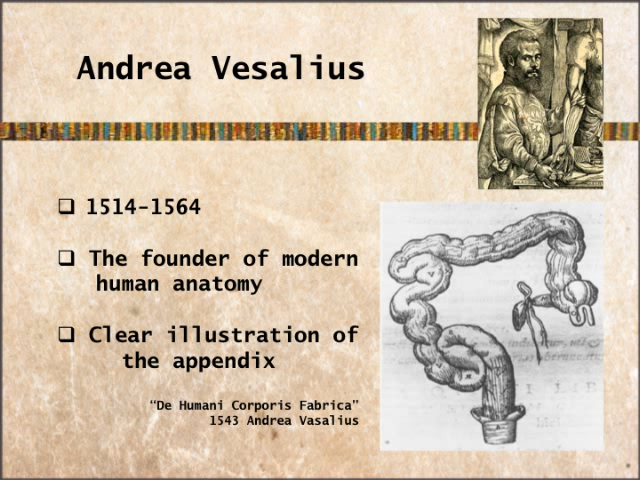 Andrea Vesalius
❑ 1514-1564
❑ The founder of modern
human anatomy
❑ Clear illustration of
the appendix
“De Humani Corporis Fabrica”
1543 Andrea Vasalius